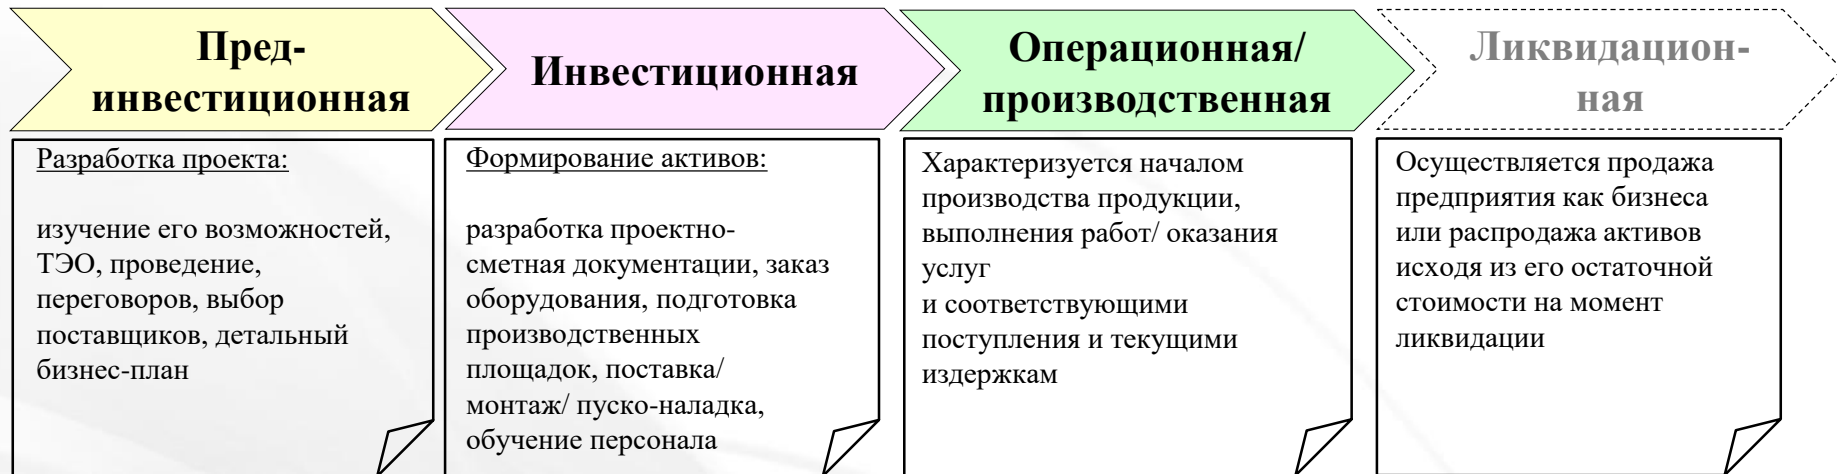 Пред-
инвестиционная
Инвестиционная
Операционная/
производственная
Ликвидацион-
ная
Разработка проекта:
изучение его возможностей,
ТЭО, проведение,
переговоров, выбор
поставщиков, детальный
бизнес-план
Формирование активов:
разработка проектно-
сметная документации, заказ
оборудования, подготовка
производственных
площадок, поставка/
монтаж/ пуско-наладка,
обучение персонала
Характеризуется началом
производства продукции,
выполнения работ/ оказания
услуг
и соответствующими
поступления и текущими
издержкам
Осуществляется продажа
предприятия как бизнеса
или распродажа активов
исходя из его остаточной
стоимости на момент
ликвидации